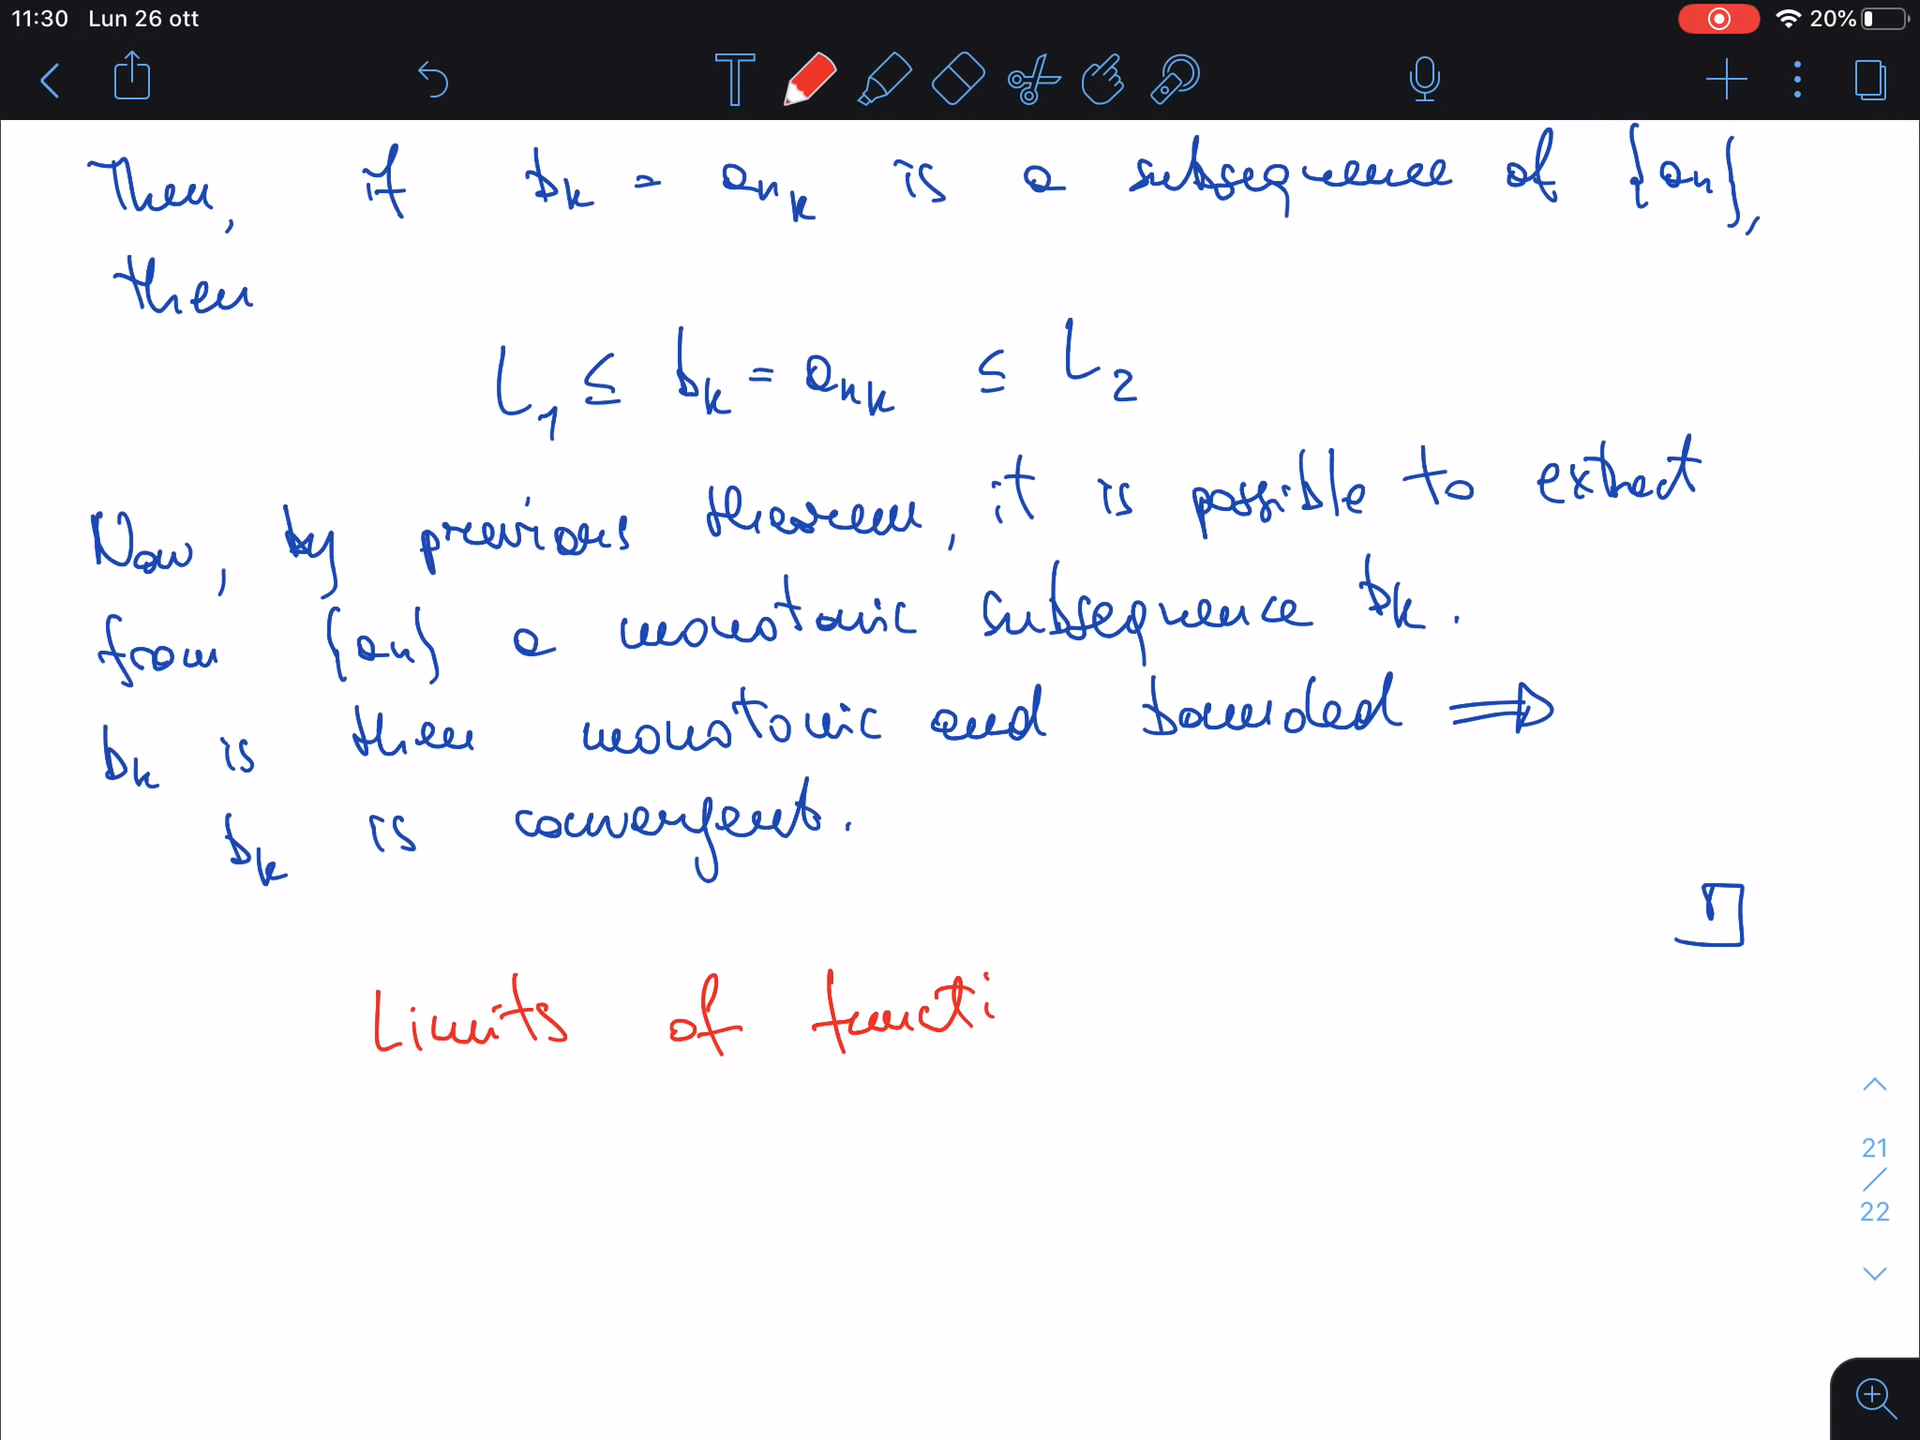 11:30 Lun 26 ott 20%
Then, if bk = ank is a subsequence of {an},
then
L1 ≤ bk = ank ≤ L2
Now, by previous theorem, it is possible to extract
from {an} a monotonic subsequence bk.
bk is then monotonic and bounded ⇒
bk is convergent.
Limits of functi
21
/
22